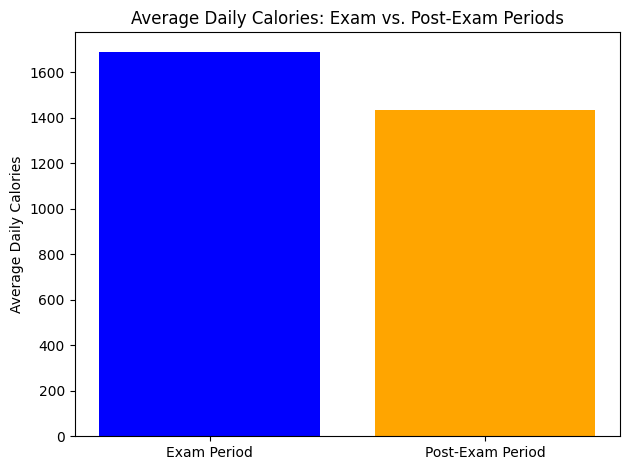 Average Daily Calories: Exam vs. Post-Exam Periods
Average Daily Calories
1600
1400
1200
1000
800
600
400
200
0
Exam Period
Post-Exam Period